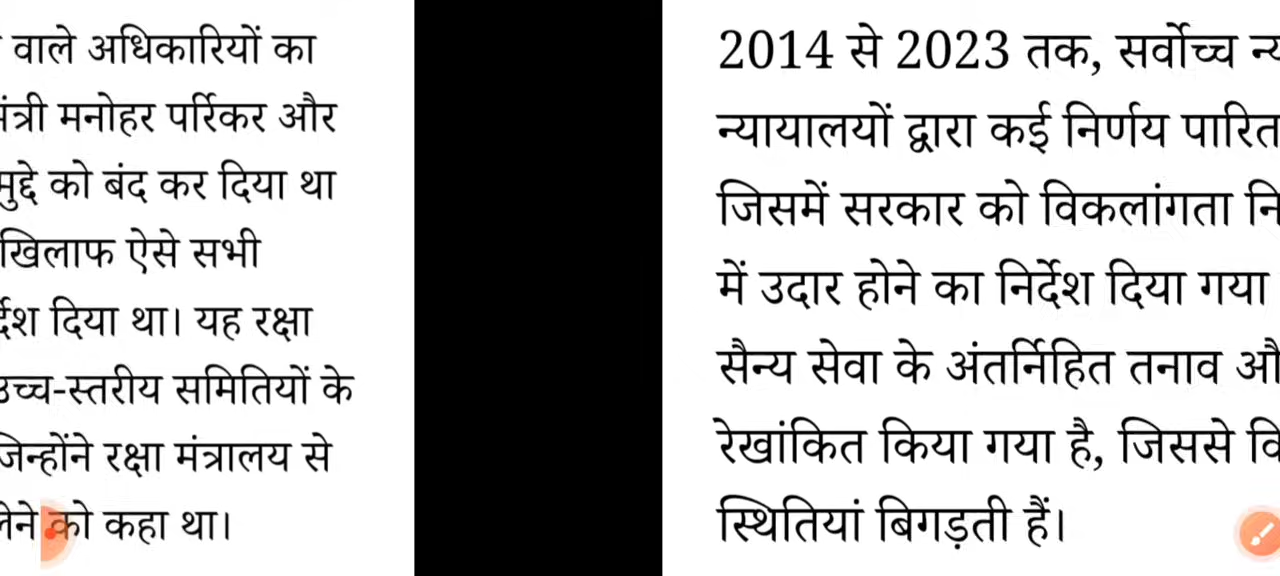 वाले अधिकारियों का
मनोहर पर्रिकर और
को बंद कर दिया था
खिलाफ ऐसे सभी
दिया था। यह रक्षा
उच्च-स्तरीय समितियों के
जिन्होंने रक्षा मंत्रालय से
को कहा था।
2014 से 2023 तक, सर्वोच्च
न्यायालयों द्वारा कई निर्णय पारित
जिसमें सरकार को विकलांगता
में उदार होने का निर्देश दिया गया
सैन्य सेवा के अंतर्निहित तनाव
रेखांकित किया गया है, जिससे
स्थितियां बिगड़ती हैं।